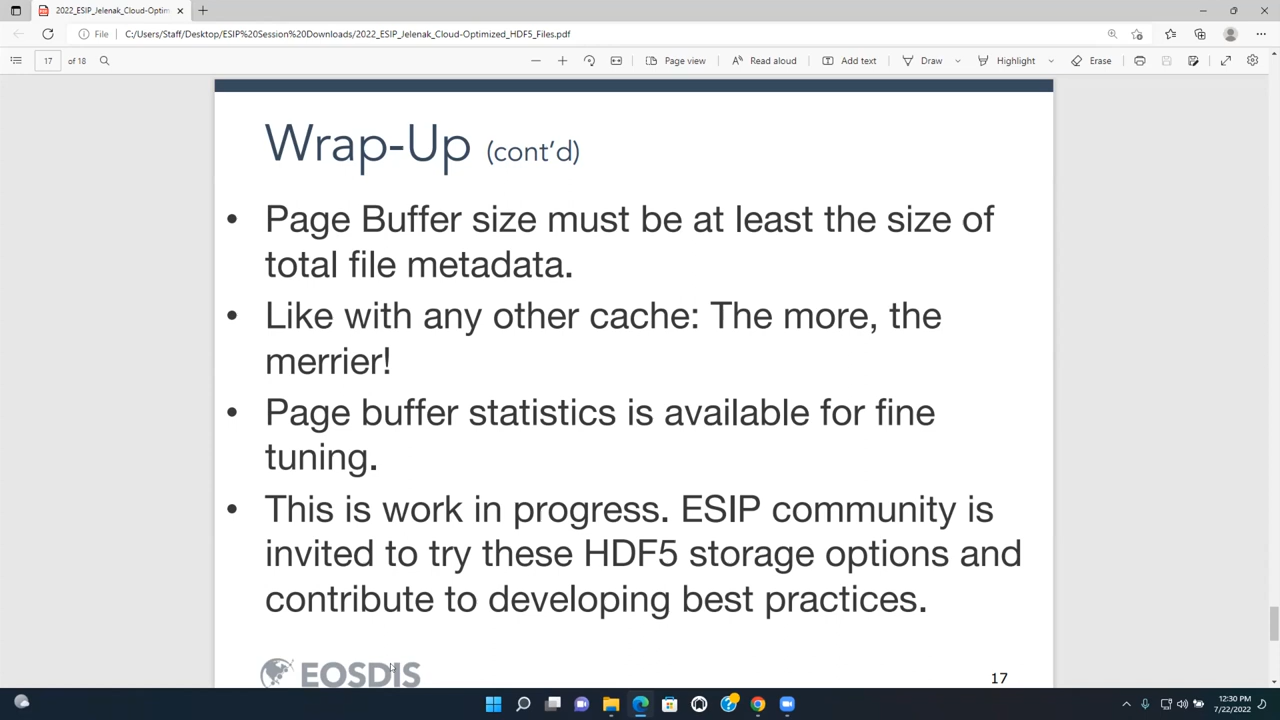 2022_ESIP_Jelenak_Cloud-Optim
File
C:/Users/Staff/Desktop/ESIP%20Session%20Downloads/2022_ESIP_Jelenak_Cloud-Optimized_HDF5_Files.pdf
17 of 18
Page view
Read aloud
Add text
Draw
Highlight
Erase
Wrap-Up (cont'd)
• Page Buffer size must be at least the size of
total file metadata.
• Like with any other cache: The more, the
merrier!
• Page buffer statistics is available for fine
tuning.
• This is work in progress. ESIP community is
invited to try these HDF5 storage options and
contribute to developing best practices.
EOSDIS
17
12:30 PM
7/22/2022